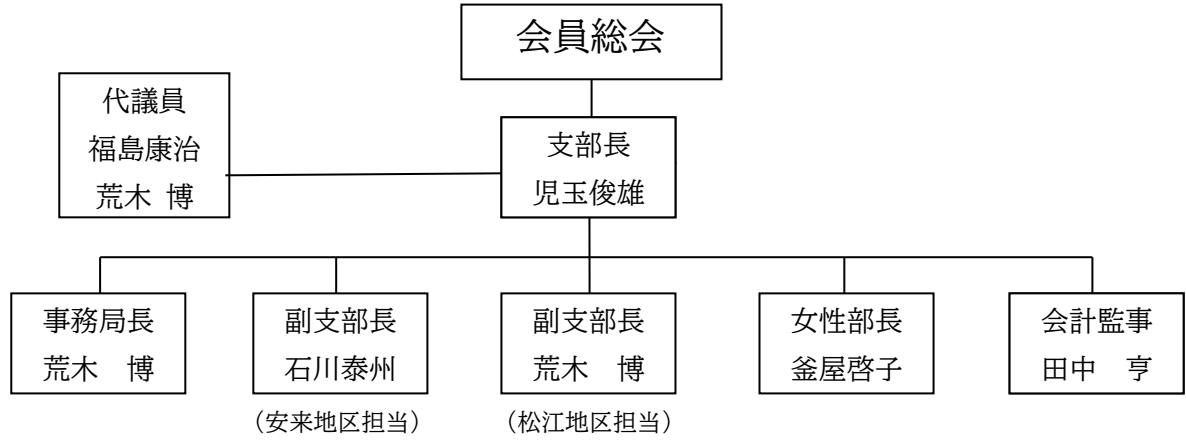 会員総会
代議員
福島康治
荒木 博
支部長
児玉俊雄
事務局長
荒木　博
副支部長
石川泰州
（安来地区担当）
副支部長
荒木　博
（松江地区担当）
女性部長
釜屋啓子
会計監事
田中　亨